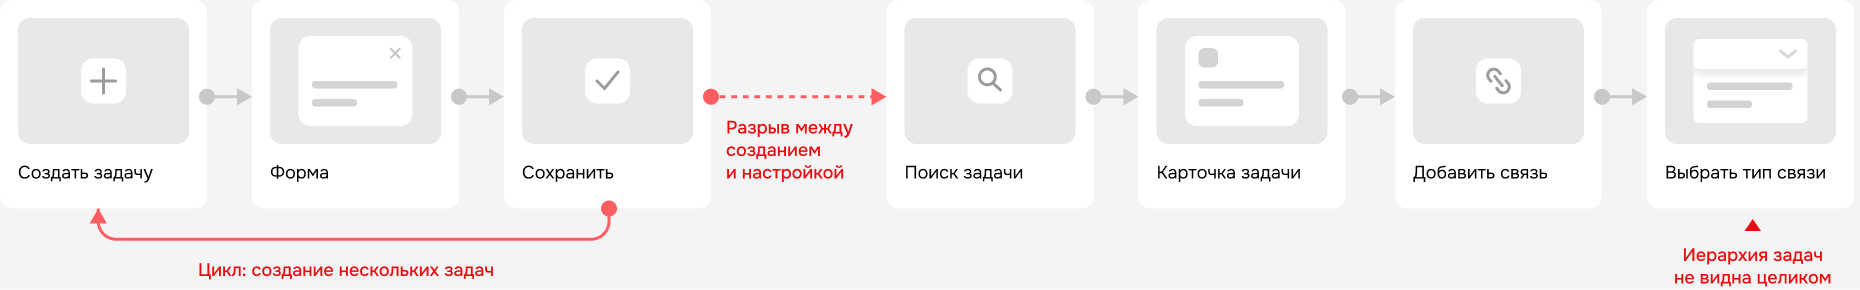 Создать задачу
Форма
Сохранить
Разрыв между
созданием
и настройкой
Поиск задачи
Карточка задачи
Добавить связь
Выбрать тип связи
Цикл: создание нескольких задач
Иерархия задач
не видна целиком